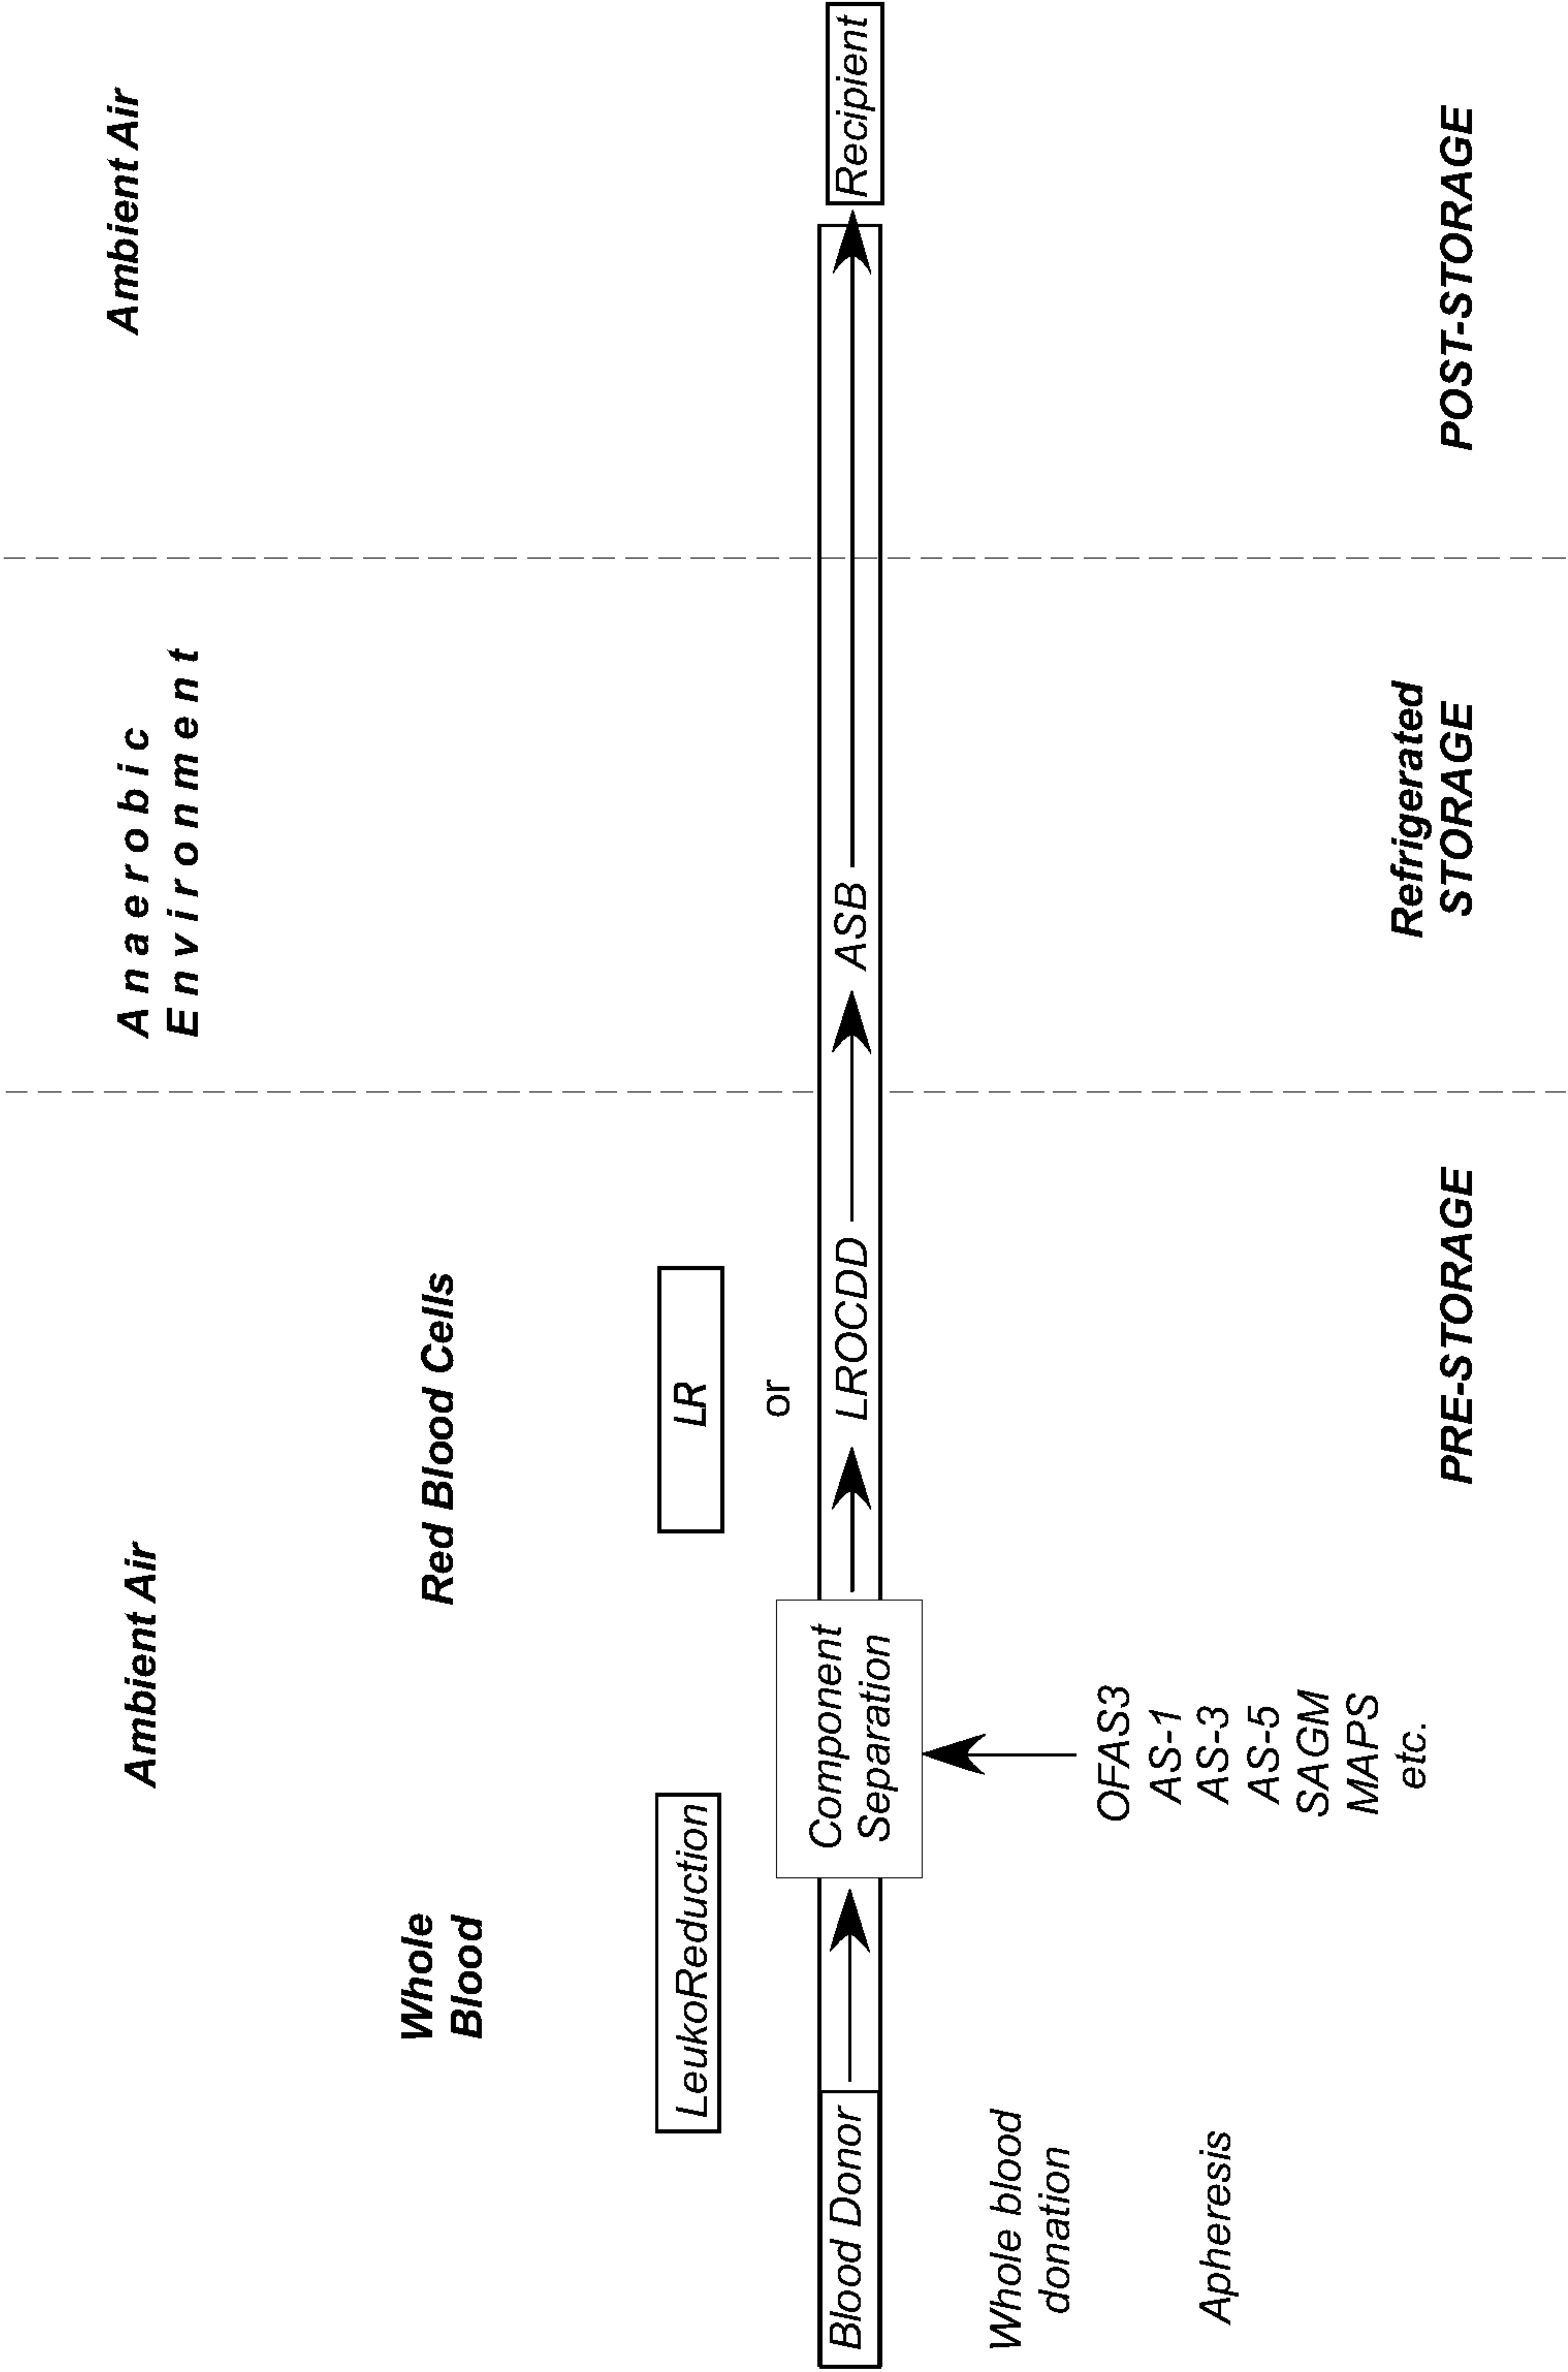 Ambient Air
Anaerobic
Environment
Ambient Air
Whole
Blood
Red Blood Cells
LeukoReduction
LR
or
Blood Donor
Component
Separation
LROCDD
ASB
Recipient
Whole blood
donation
Apheresis
OFAS3
AS-1
AS-3
AS-5
SAGM
MAPS
etc.
PRE-STORAGE
Refrigerated
STORAGE
POST-STORAGE